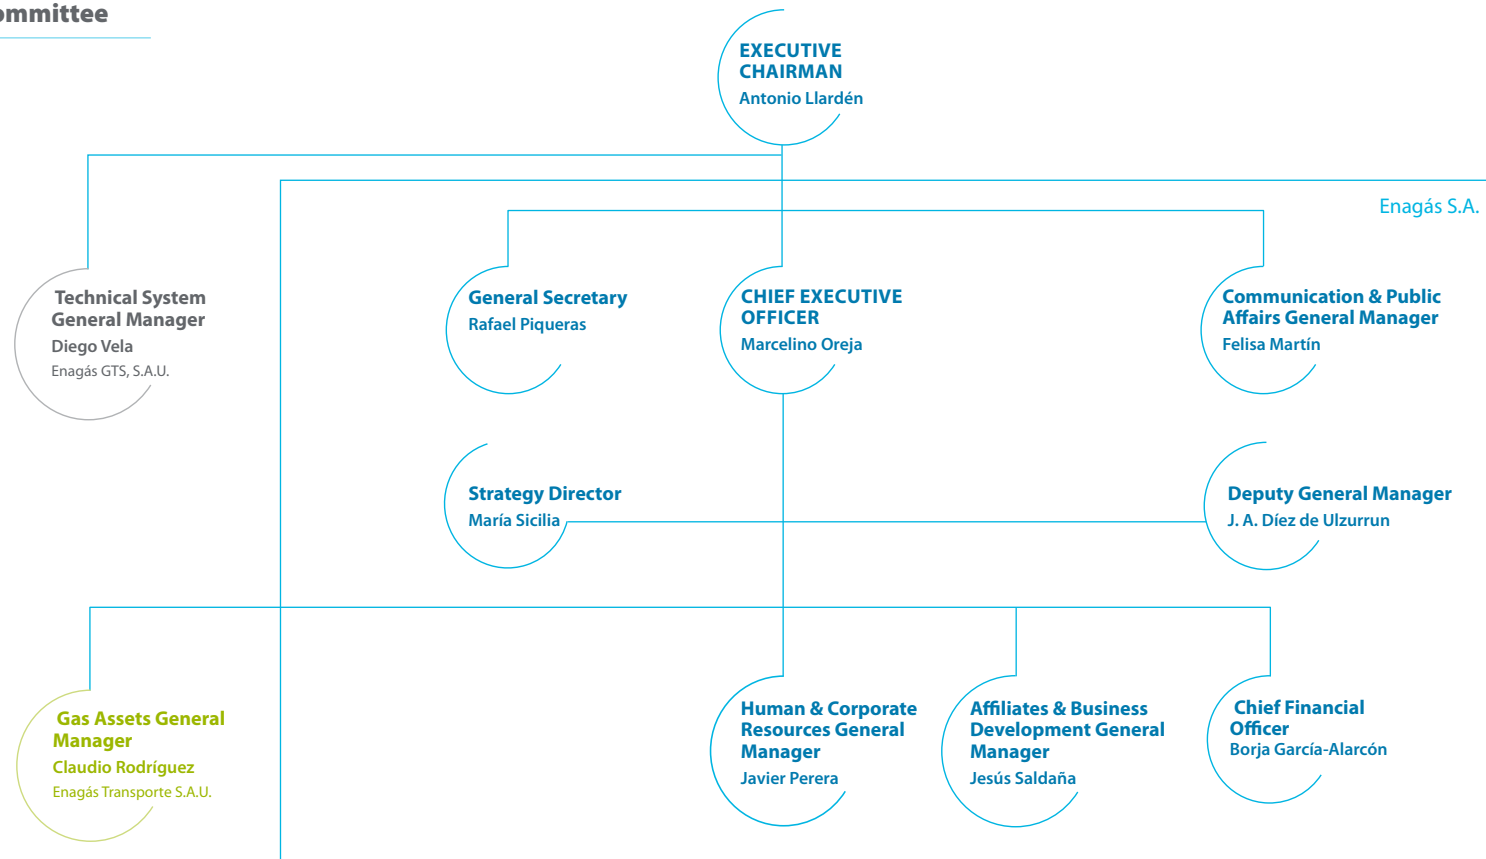 EXECUTIVE
CHAIRMAN
Antonio Llardén
Enagás S.A.
Technical System
General Manager
Diego Vela
Enagás GTS, S.A.U.
General Secretary
Rafael Piqueras
CHIEF EXECUTIVE
OFFICER
Marcelino Oreja
Communication & Public
Affairs General Manager
Felisa Martín
Strategy Director
María Sicilia
Deputy General Manager
J. A. Díez de Ulzurrun
Gas Assets General
Manager
Claudio Rodríguez
Enagás Transporte S.A.U.
Human & Corporate
Resources General
Manager
Javier Perera
Affiliates & Business
Development General
Manager
Jesús Saldaña
Chief Financial
Officer
Borja García-Alarcón